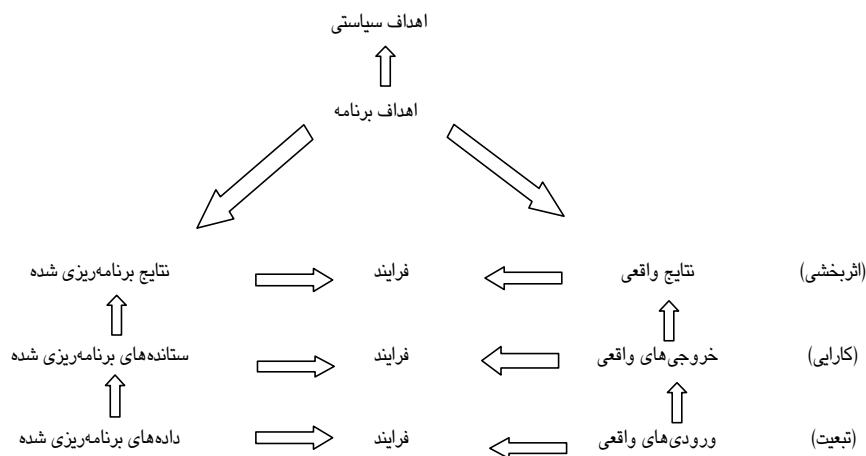 اهداف سیاستی
اهداف برنامه
(اثربخشی) نتایج واقعی فرایند نتایج برنامه‌ریزی شده
(کارایی) خروجی‌های واقعی فرایند ستانده‌های برنامه‌ریزی شده
(تبعیت) ورودی‌های واقعی فرایند داده‌های برنامه‌ریزی شده